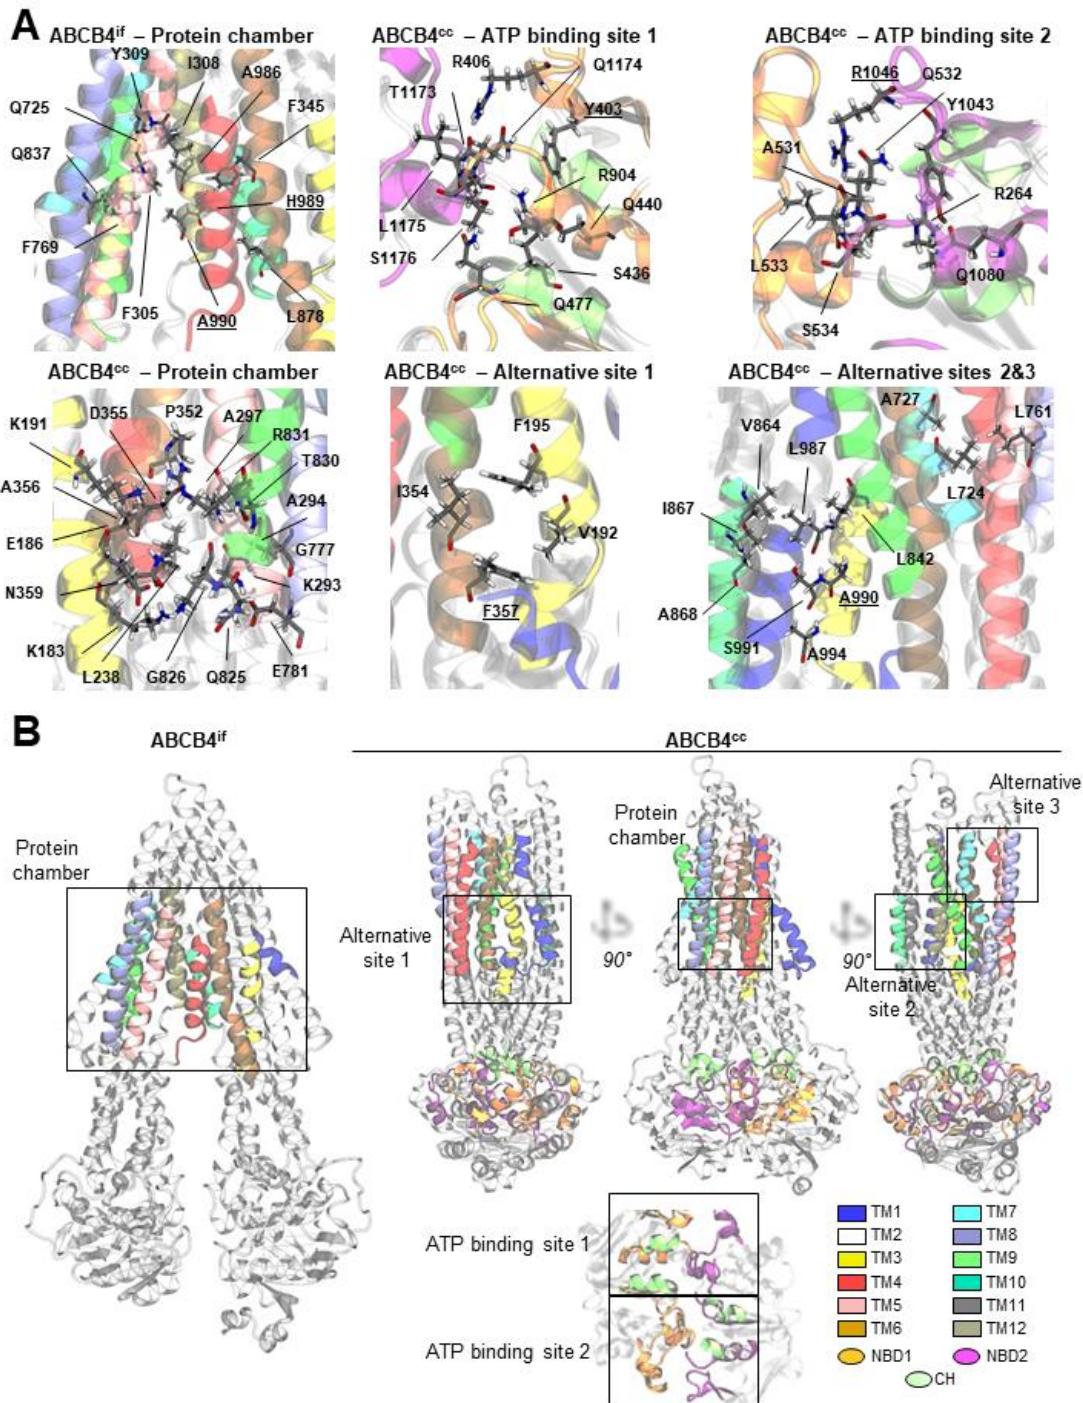 A
ABCB4if – Protein chamber
Y309
I308
A986
Q725
F345
Q837
H989
F769
F305
A990
L878
ABCB4cc – ATP binding site 1
R406
Q1174
T1173
Y403
R904
Q440
L1175
S1176
S436
Q477
ABCB4cc – ATP binding site 2
R1046
Q532
Y1043
A531
R264
L533
Q1080
S534
ABCB4cc – Protein chamber
D355
P352
A297
K191
R831
T830
A356
A294
E186
G777
N359
K293
K183
L238
G826
Q825
E781
ABCB4cc – Alternative site 1
F195
I354
V192
F357
ABCB4cc – Alternative sites 2&3
A727
L761
V864
L987
L724
I867
L842
A990
A868
S991
A994
B
ABCB4if
ABCB4cc
Protein
chamber
Alternative
site 1
90°
Protein
chamber
90°
Alternative
site 3
Alternative
site 2
ATP binding site 1
ATP binding site 2
TM1
TM7
TM2
TM8
TM3
TM9
TM4
TM10
TM5
TM11
TM6
TM12
NBD1
NBD2
CH